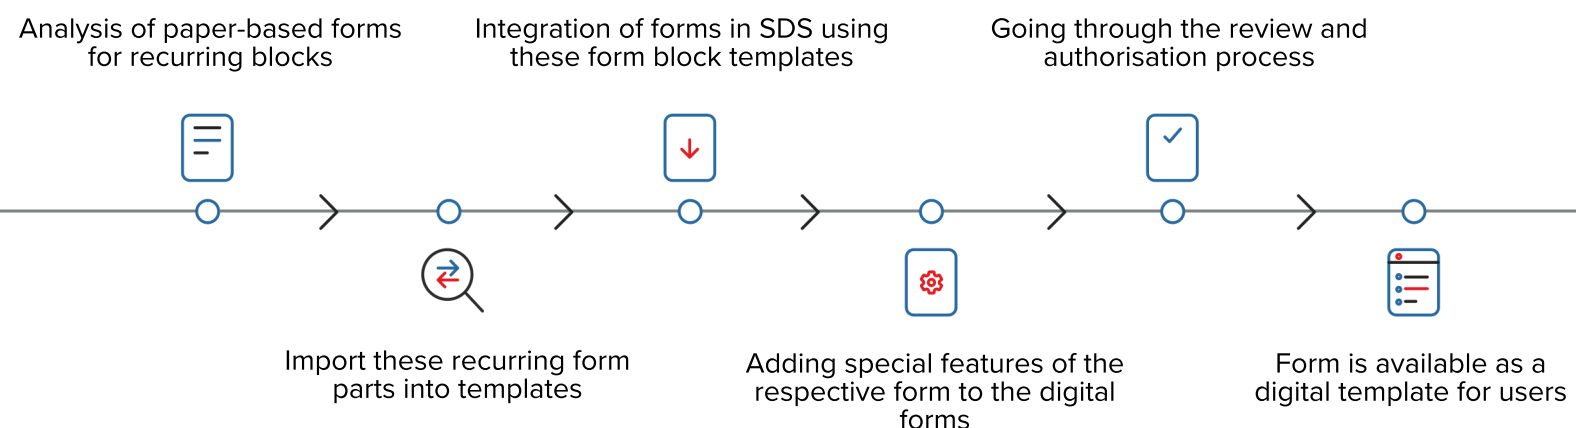 Analysis of paper-based forms
for recurring blocks
Integration of forms in SDS using
these form block templates
Going through the review and
authorisation process
Import these recurring form
parts into templates
Adding special features of the
respective form to the digital
forms
Form is available as a
digital template for users